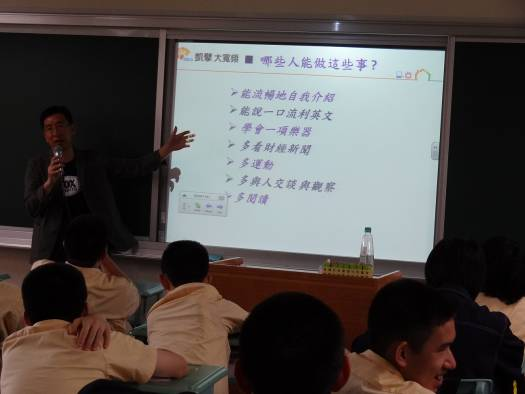 凱擘大寬頻 ■ 哪些人能做這些事？
➢能流暢地自我介紹
➢能說一口流利英文
➢學會一項樂器
➢多看財經新聞
➢多運動
➢多與人交談與觀察
➢多閱讀